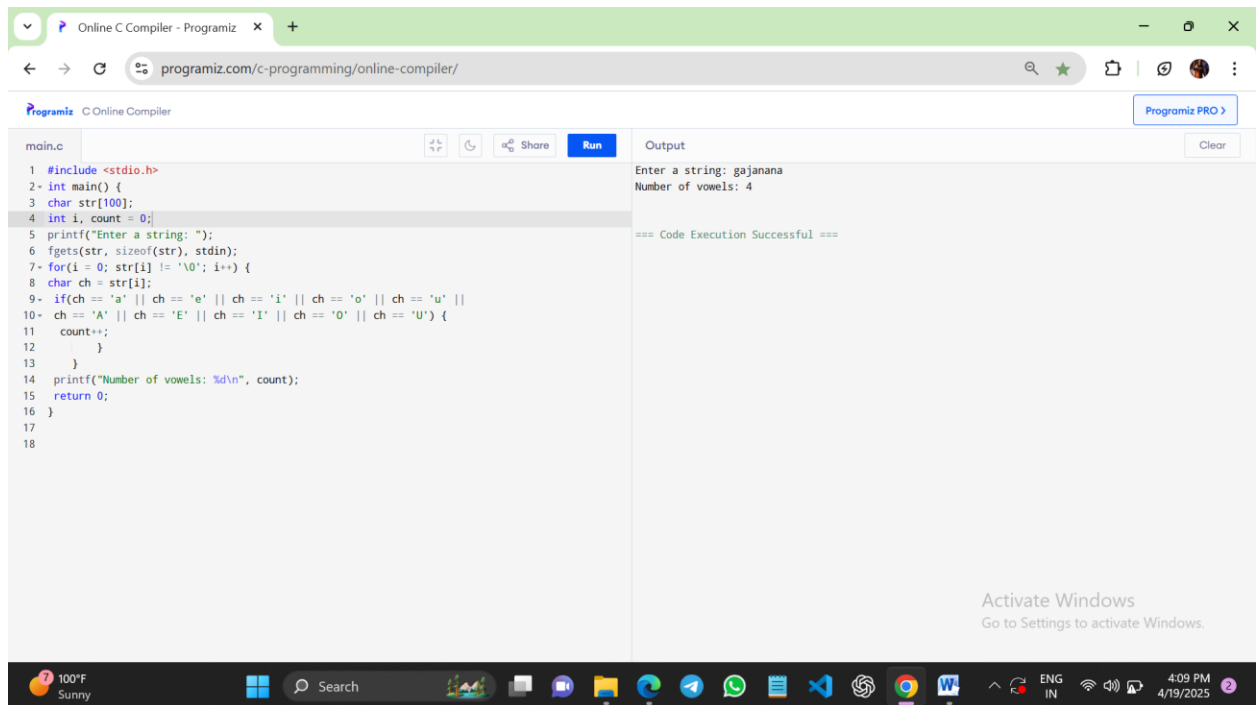 Online C Compiler - Programiz
programiz.com/c-programming/online-compiler/
Programiz C Online Compiler
Programiz PRO >
main.c
Share
Run
Output
Clear
1 #include <stdio.h>
2 int main() {
3 char str[100];
4 int i, count = 0;
5 printf("Enter a string: ");
6 fgets(str, sizeof(str), stdin);
7 for(i = 0; str[i] != '\0'; i++) {
8 char ch = str[i];
9 if(ch == 'a' || ch == 'e' || ch == 'i' || ch == 'o' || ch == 'u' ||
10 ch == 'A' || ch == 'E' || ch == 'I' || ch == 'O' || ch == 'U') {
11 count++;
12 }
13 }
14 printf("Number of vowels: %d\n", count);
15 return 0;
16 }
17
18
Enter a string: gajanana
Number of vowels: 4
=== Code Execution Successful ===
Activate Windows
Go to Settings to activate Windows.
7
100°F
Sunny
Search
ENG
IN
4:09 PM
4/19/2025
2